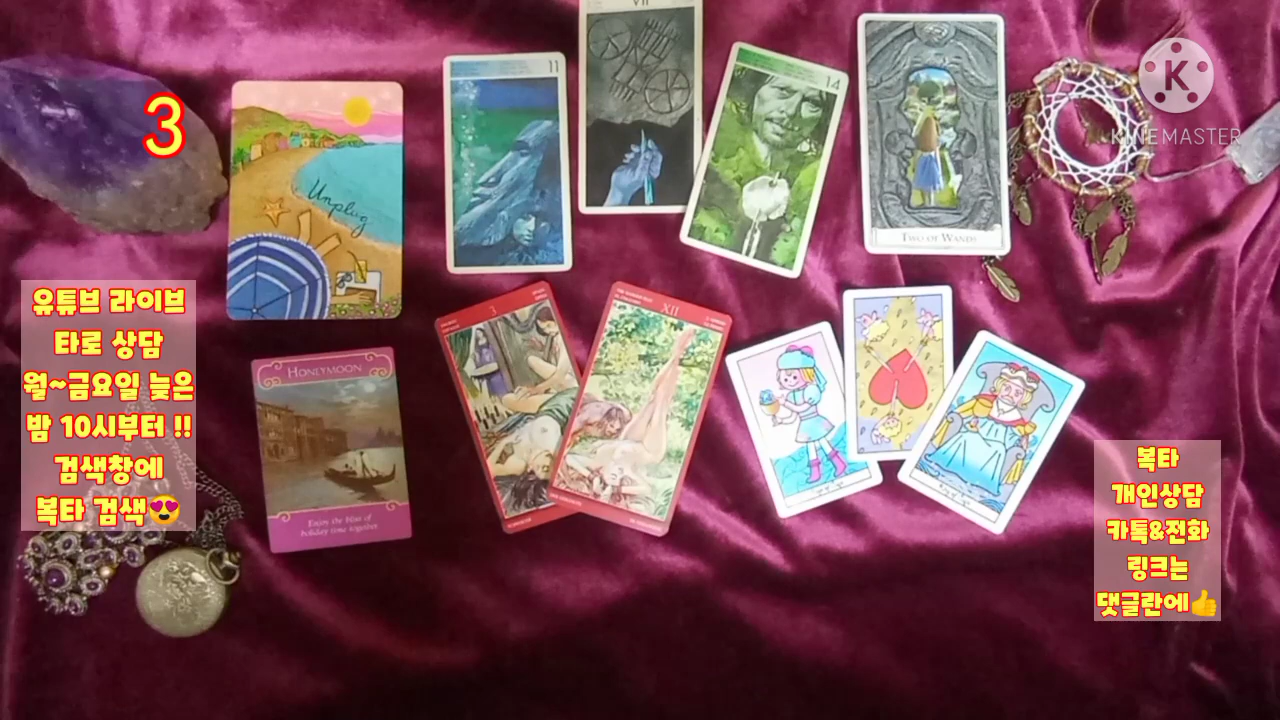 3
유튜브 라이브
타로 상담
월~금요일 늦은
밤 10시부터 !!
검색창에
복타 검색😍
Unplug
11
VII
14
TWO OF WANDS
K
KINEMASTER
HONEYMOON
Enjoy the bliss of
holiday time together.
3
XII
복타
개인상담
카톡&전화
링크는
댓글란에👍